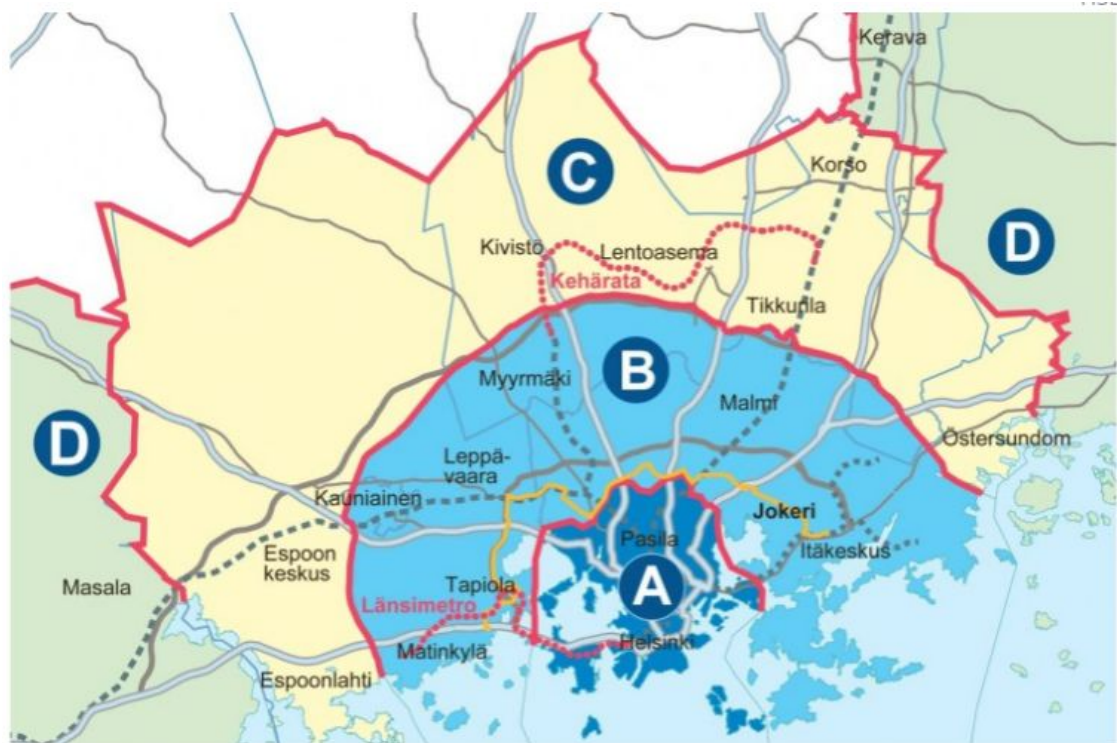 Kerava
C
Korso
D
Kivistö
Lentoasema
Kehärata
Tikkurila
B
Myyrmäki
Malmi
D
Östersundom
Leppä-
vaara
Kauniainen
Jokeri
Pasila
Itäkeskus
Espoon
keskus
Masala
Tapiola
A
Länsimetro
Helsinki
Matinkylä
Espoonlahti